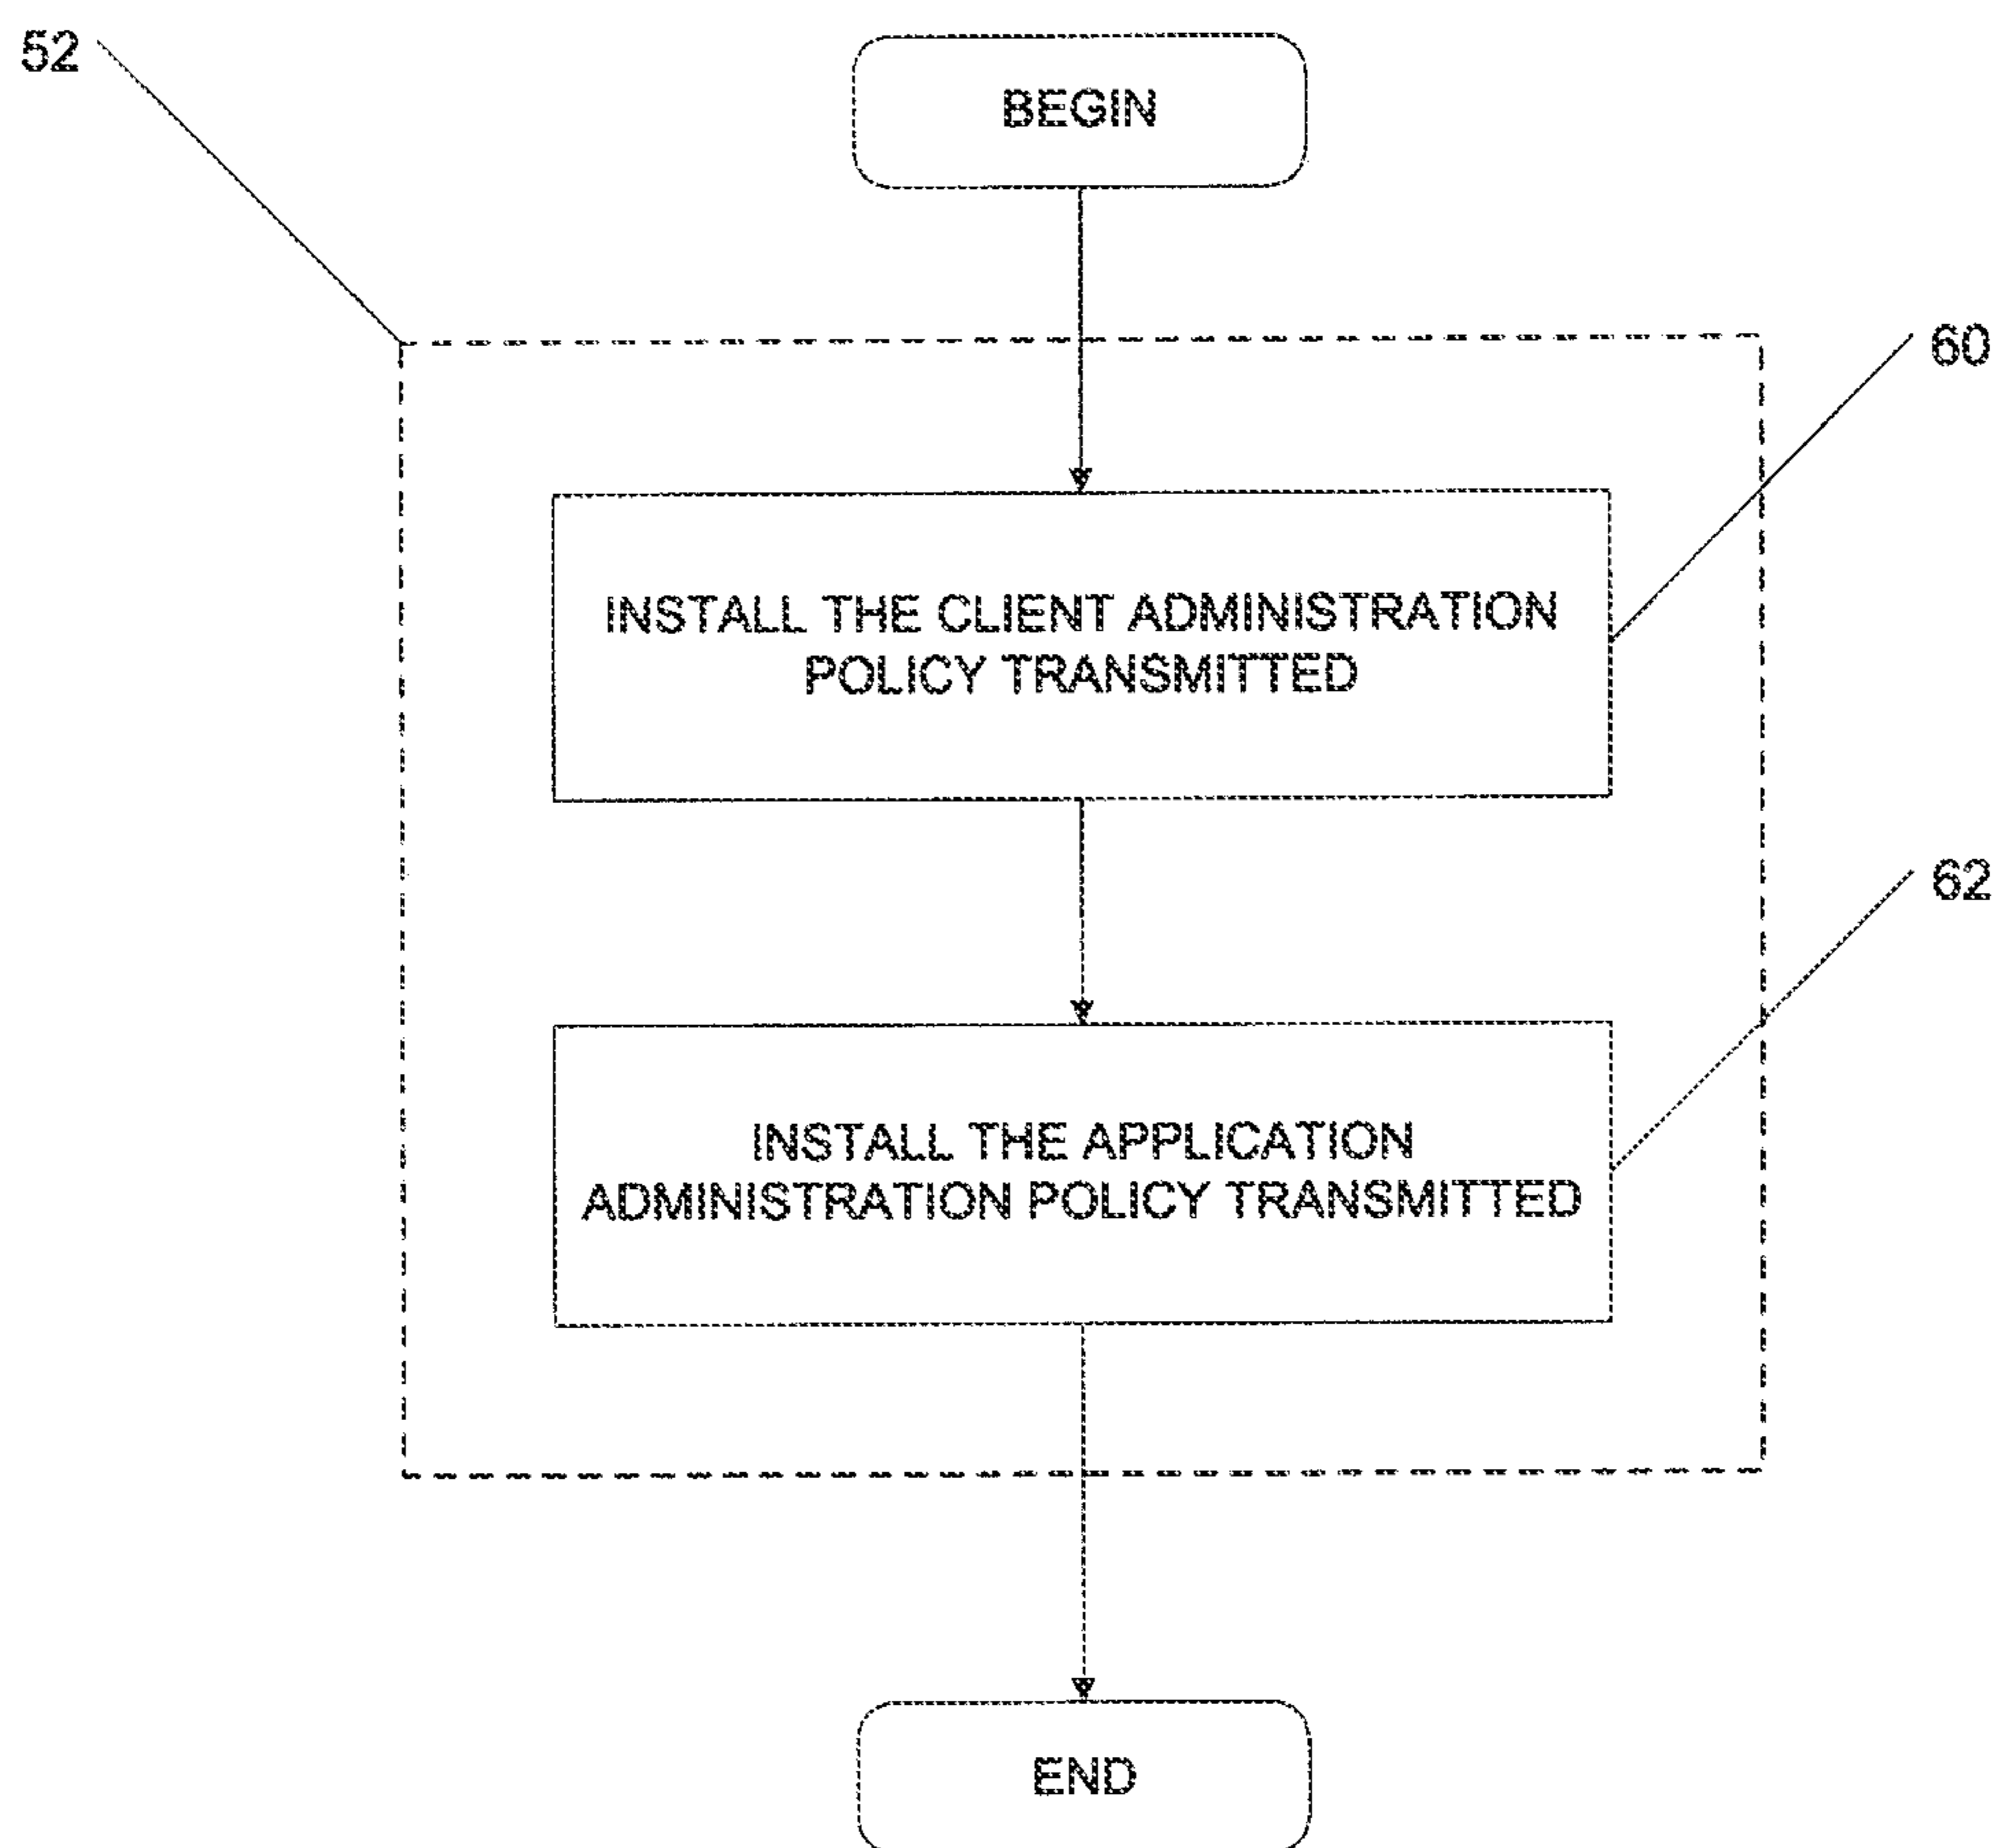 52
BEGIN
60
INSTALL THE CLIENT ADMINISTRATION
POLICY TRANSMITTED
62
INSTALL THE APPLICATION
ADMINISTRATION POLICY TRANSMITTED
END